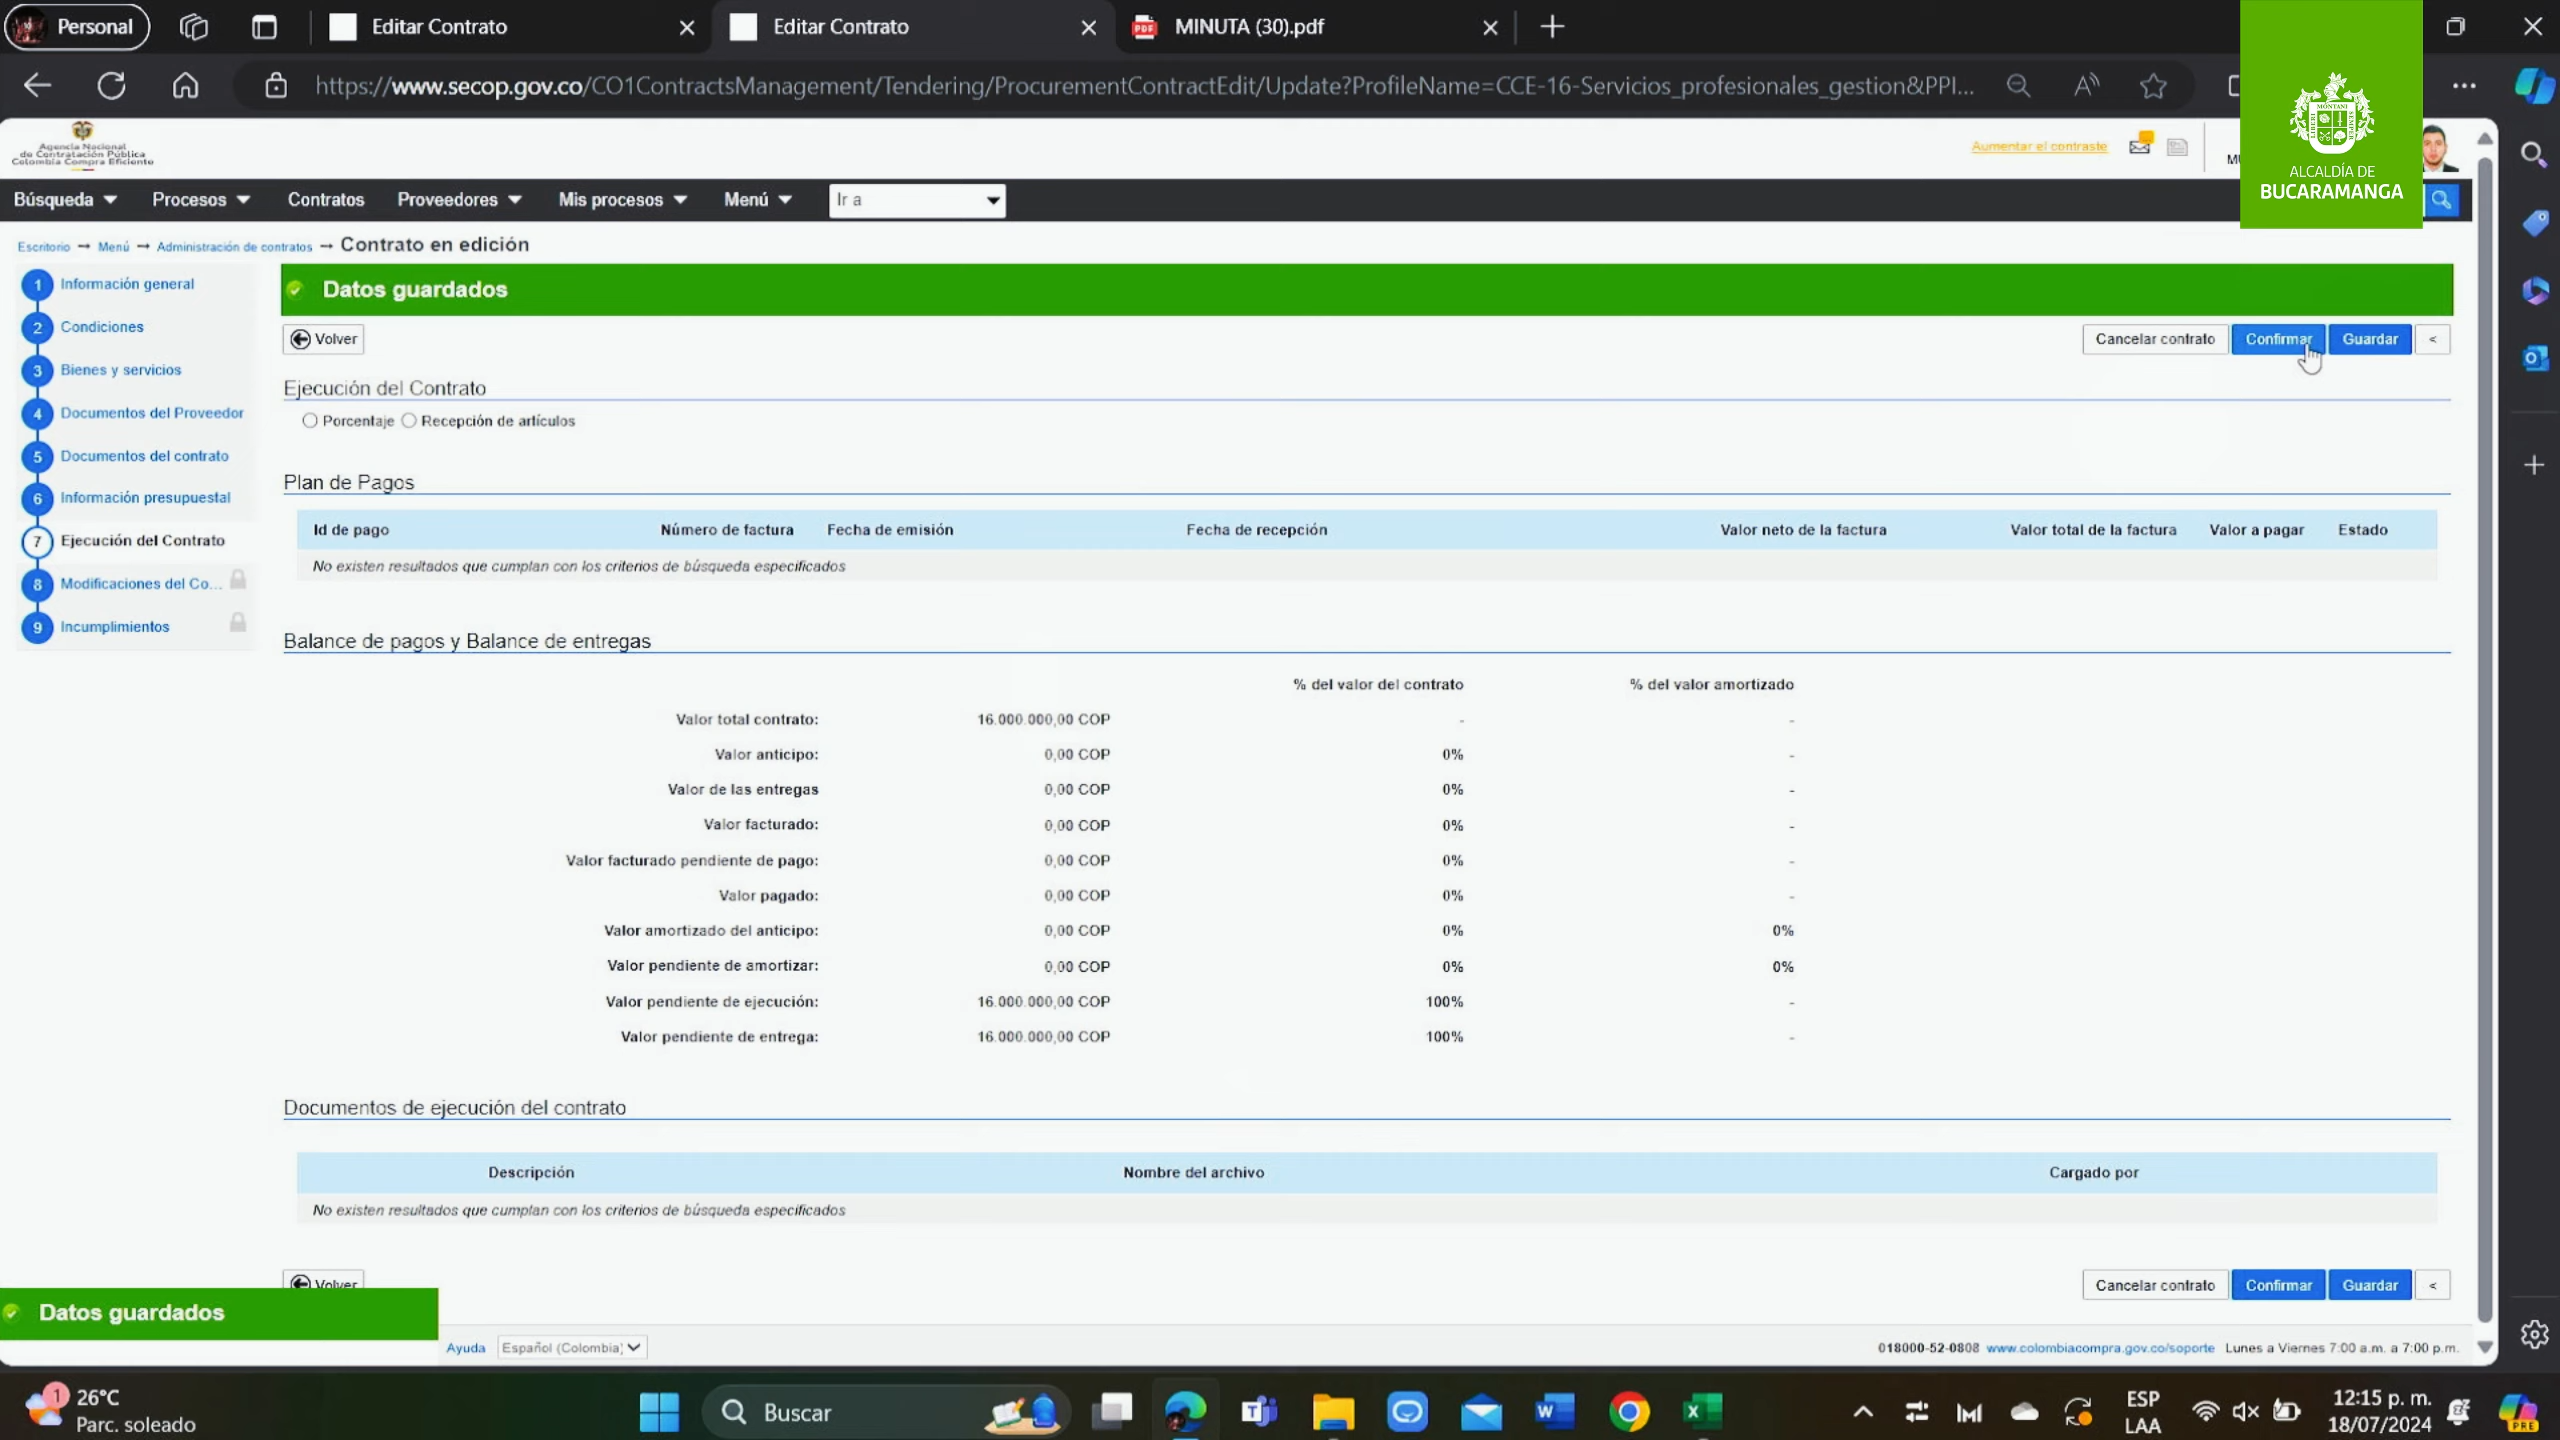 Personal
Editar Contrato
Editar Contrato
MINUTA (30).pdf
https://www.secop.gov.co/CO1ContractsManagement/Tendering/ProcurementContractEdit/Update?ProfileName=CCE-16-Servicios_profesionales_gestion&PPI...
ALCALDÍA DE
BUCARAMANGA
Agencia Nacional
de Contratación Pública
Colombia Compra Eficiente
Aumentar el contraste
Búsqueda Procesos Contratos Proveedores Mis procesos Menú Ir a
Escritorio → Menú → Administración de contratos → Contrato en edición
1 Información general
2 Condiciones
3 Bienes y servicios
4 Documentos del Proveedor
5 Documentos del contrato
6 Información presupuestal
7 Ejecución del Contrato
8 Modificaciones del Co...
9 Incumplimientos
Datos guardados
Volver Cancelar contrato Confirmar Guardar <
Ejecución del Contrato
Porcentaje Recepción de artículos
Plan de Pagos
Id de pago Número de factura Fecha de emisión Fecha de recepción Valor neto de la factura Valor total de la factura Valor a pagar Estado
No existen resultados que cumplan con los criterios de búsqueda especificados
Balance de pagos y Balance de entregas
% del valor del contrato % del valor amortizado
Valor total contrato: 16.000.000,00 COP - -
Valor anticipo: 0,00 COP 0% -
Valor de las entregas 0,00 COP 0% -
Valor facturado: 0,00 COP 0% -
Valor facturado pendiente de pago: 0,00 COP 0% -
Valor pagado: 0,00 COP 0% -
Valor amortizado del anticipo: 0,00 COP 0% 0%
Valor pendiente de amortizar: 0,00 COP 0% 0%
Valor pendiente de ejecución: 16.000.000,00 COP 100% -
Valor pendiente de entrega: 16.000.000,00 COP 100% -
Documentos de ejecución del contrato
Descripción Nombre del archivo Cargado por
No existen resultados que cumplan con los criterios de búsqueda especificados
Volver Cancelar contrato Confirmar Guardar <
Datos guardados
Ayuda Español (Colombia) 018000-52-0808 www.colombiacompra.gov.co/soporte Lunes a Viernes 7:00 a.m. a 7:00 p.m.
1 26°C
Parc. soleado
Buscar
ESP
LAA
12:15 p. m.
18/07/2024
PRE